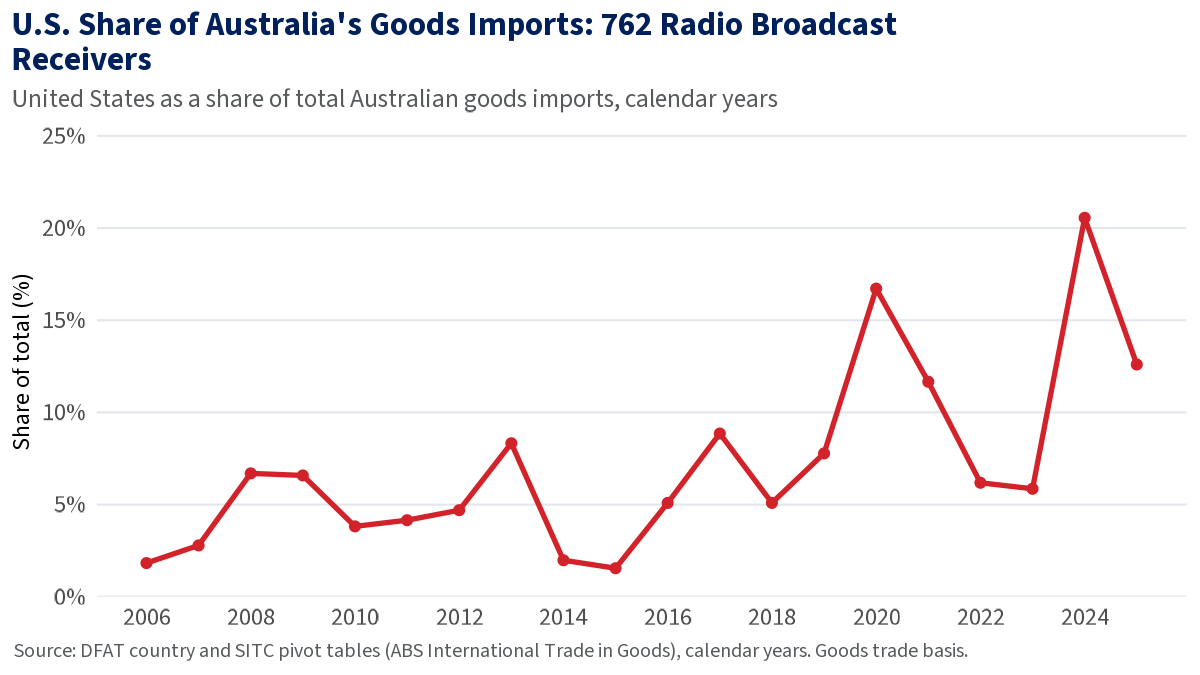 U.S. Share of Australia's Goods Imports: 762 Radio Broadcast
Receivers
United States as a share of total Australian goods imports, calendar years
Share of total (%)
25%
20%
15%
10%
5%
0%
2006 2008 2010 2012 2014 2016 2018 2020 2022 2024
Source: DFAT country and SITC pivot tables (ABS International Trade in Goods), calendar years. Goods trade basis.